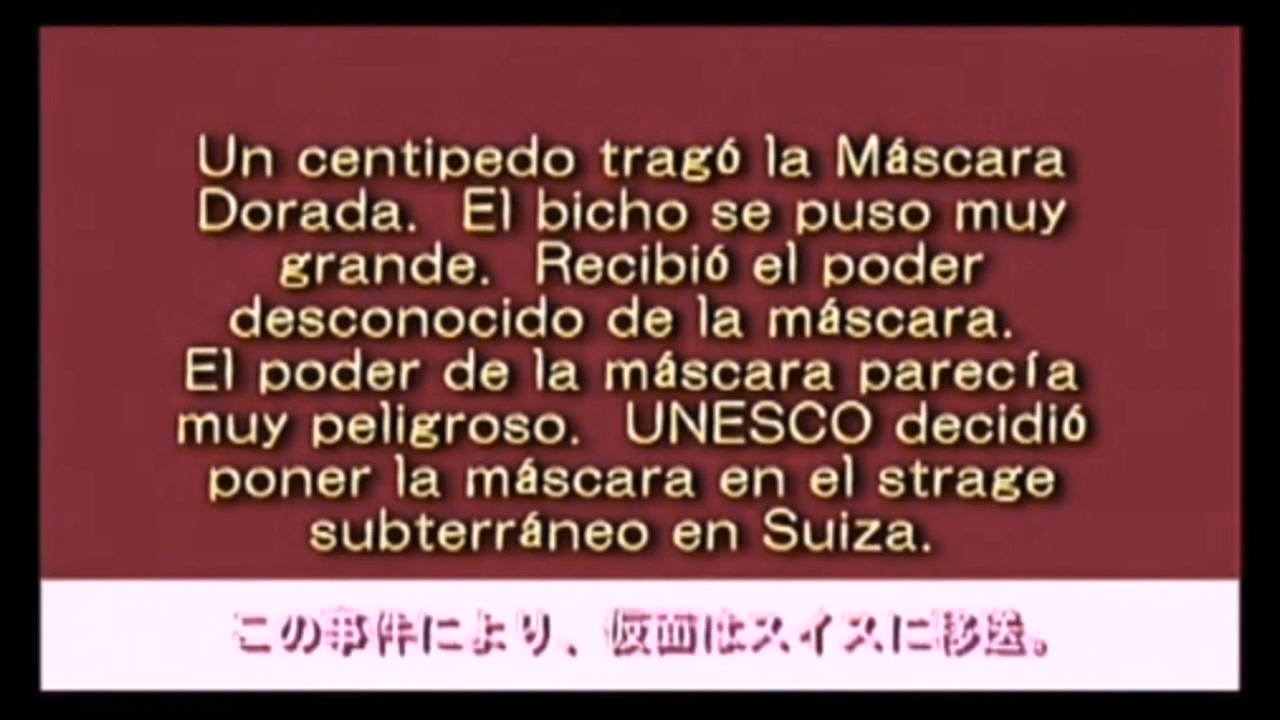 Un centipedo tragó la Máscara
Dorada. El bicho se puso muy
grande. Recibió el poder
desconocido de la máscara.
El poder de la máscara parecía
muy peligroso. UNESCO decidió
poner la máscara en el strage
subterráneo en Suiza.
この事件により、仮面はスイスに移送。